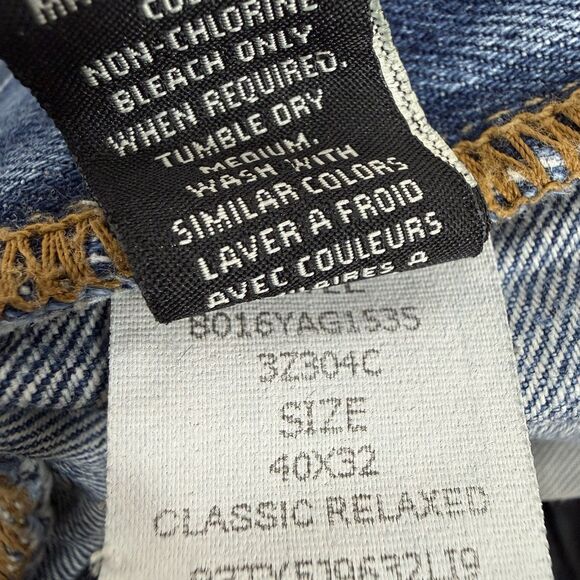 NON-CHLORINE
BLEACH ONLY
WHEN REQUIRED.
TUMBLE DRY
MEDIUM.
WASH WITH
SIMILAR COLORS
LAVER A FROID
AVEC COULEURS
B016YAG1535
3Z304C
SIZE
40X32
CLASSIC RELAXED